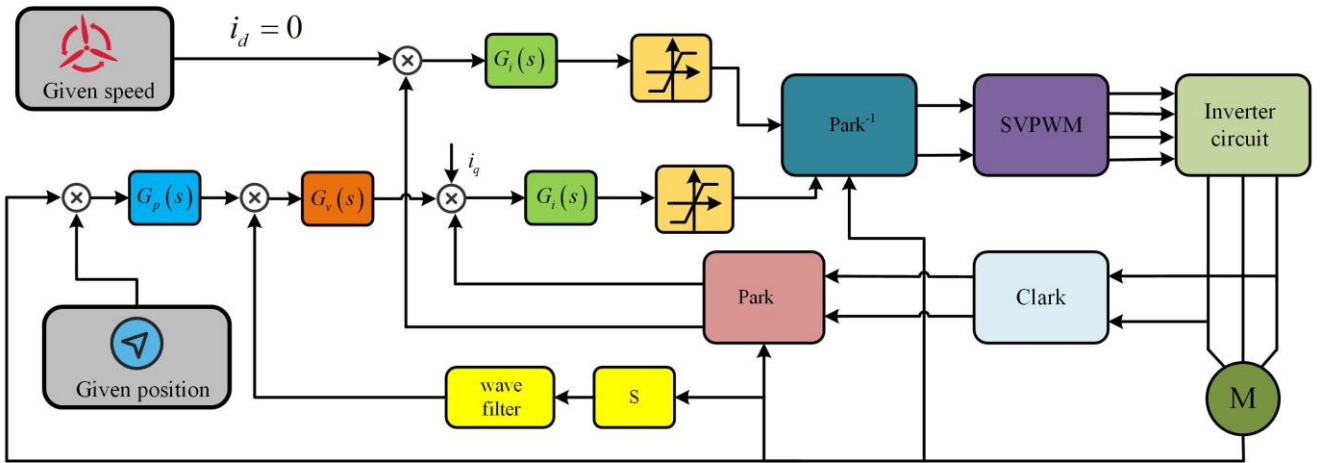 i_d = 0
Given speed
G_i(s)
Park^-1
SVPWM
Inverter
circuit
i_q
G_p(s)
G_v(s)
G_i(s)
Park
Clark
Given position
wave
filter
S
M